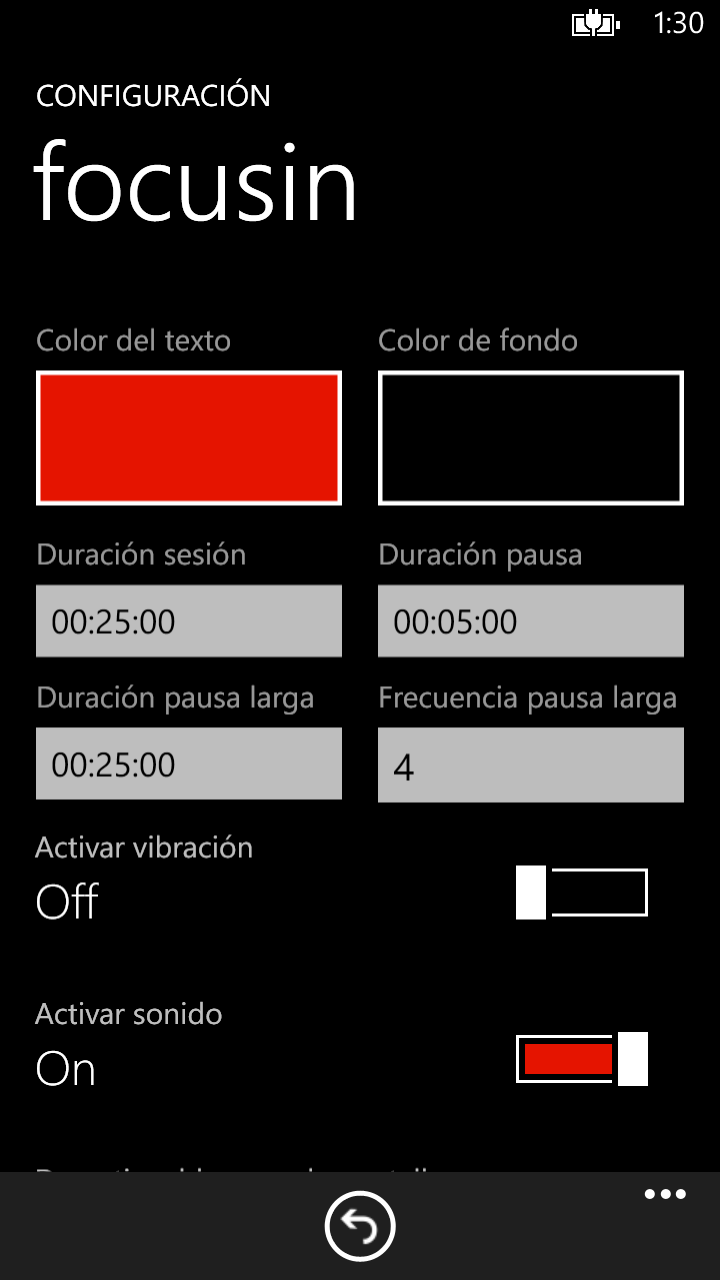 1:30
CONFIGURACIÓN
focusin
Color del texto Color de fondo
Duración sesión Duración pausa
00:25:00 00:05:00
Duración pausa larga Frecuencia pausa larga
00:25:00 4
Activar vibración
Off
Activar sonido
On